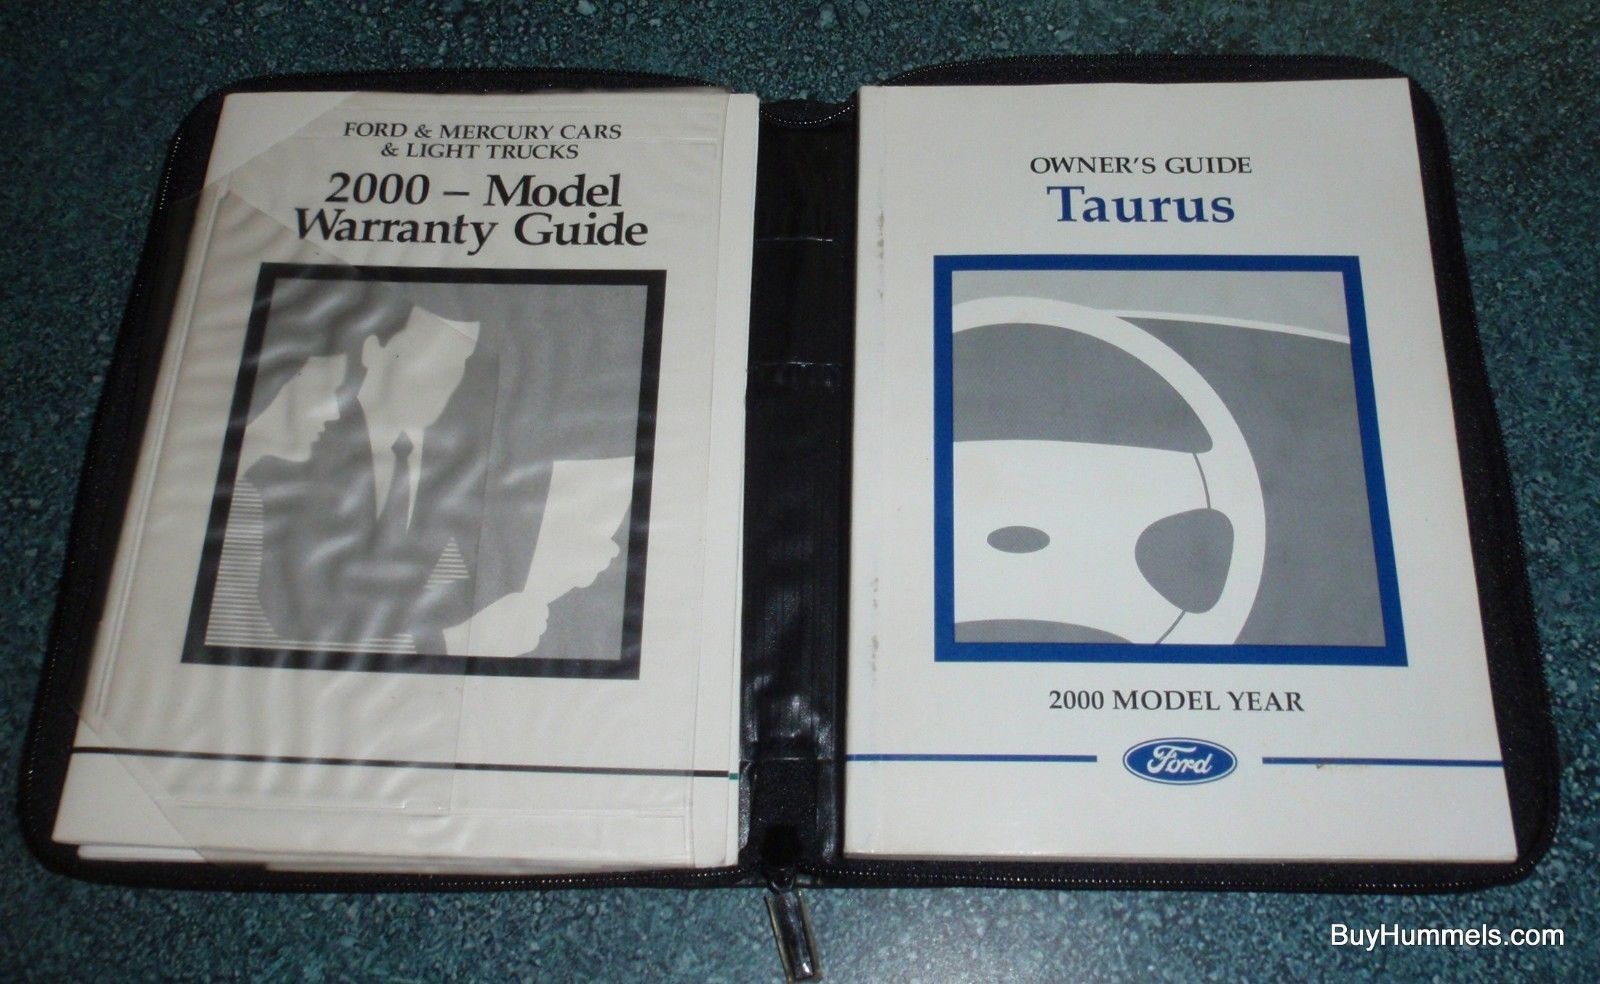 FORD & MERCURY CARS
& LIGHT TRUCKS
2000 – Model
Warranty Guide
OWNER'S GUIDE
Taurus
2000 MODEL YEAR
Ford
BuyHummels.com